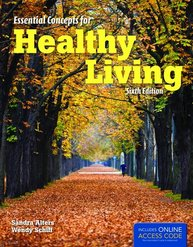 Essential Concepts for
Healthy
Living
Sixth Edition
Sandra Alters
Wendy Schiff
INCLUDES ONLINE
ACCESS CODE